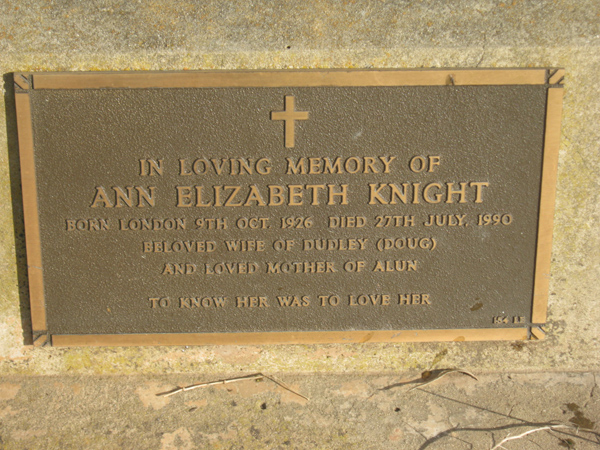 IN LOVING MEMORY OF
ANN ELIZABETH KNIGHT
BORN LONDON 9TH OCT, 1926 DIED 27TH JULY, 1990
BELOVED WIFE OF DUDLEY (DOUG)
AND LOVED MOTHER OF ALUN
TO KNOW HER WAS TO LOVE HER